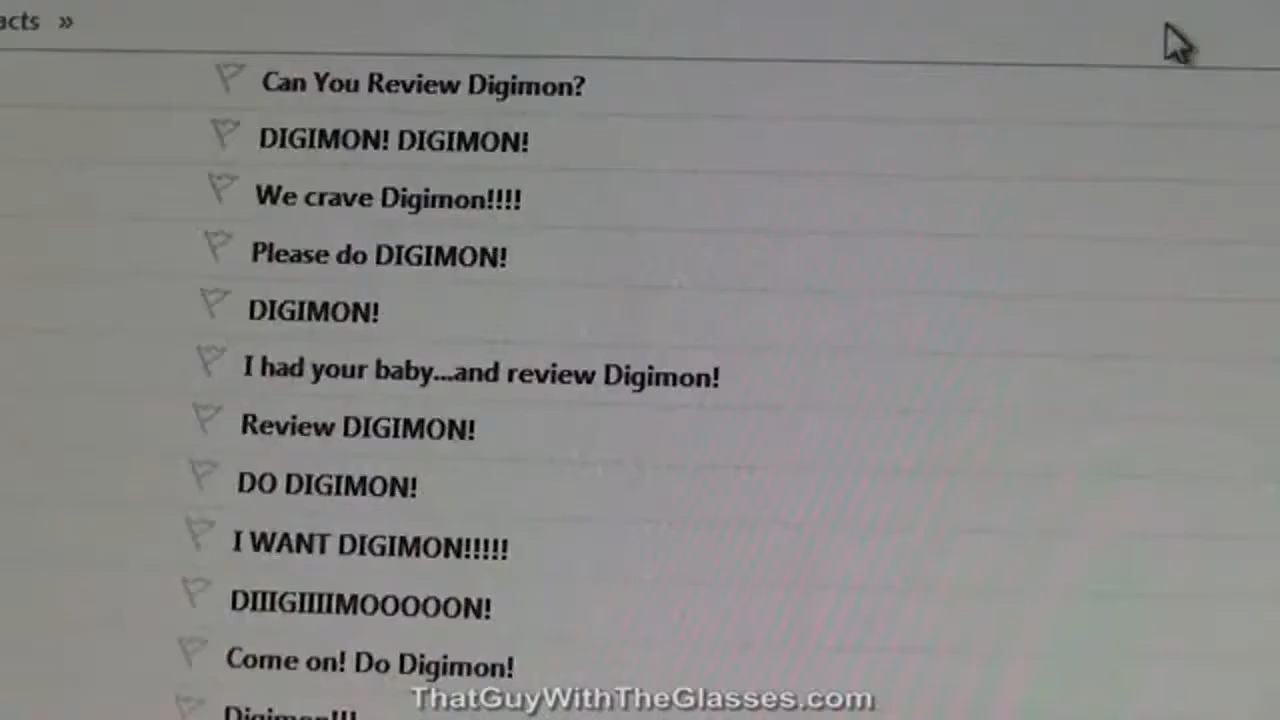 acts »
Can You Review Digimon?
DIGIMON! DIGIMON!
We crave Digimon!!!!
Please do DIGIMON!
DIGIMON!
I had your baby...and review Digimon!
Review DIGIMON!
DO DIGIMON!
I WANT DIGIMON!!!!!
DIIIGIIIIMOOOOON!
Come on! Do Digimon!
Digimon!!!
ThatGuyWithTheGlasses.com